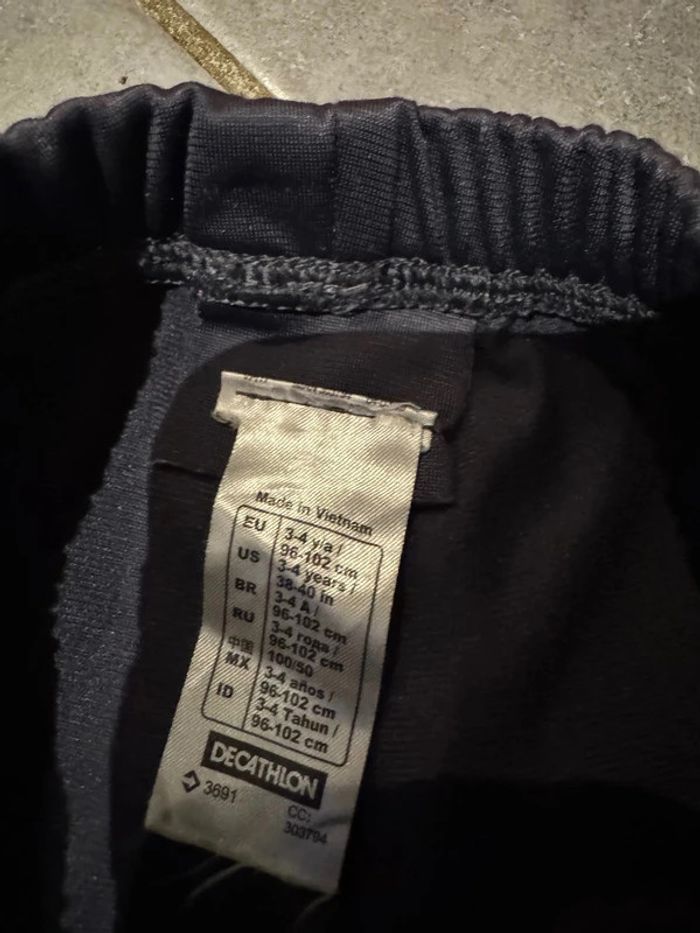 Made in Vietnam
EU 3-4 y/a /
96-102 cm
US 3-4 years /
38-40 in
BR 3-4 A /
96-102 cm
RU 3-4 года /
96-102 cm
中国 100/50
MX 3-4 años /
96-102 cm
ID 3-4 Tahun /
96-102 cm
DECATHLON
3691
CC:
303794